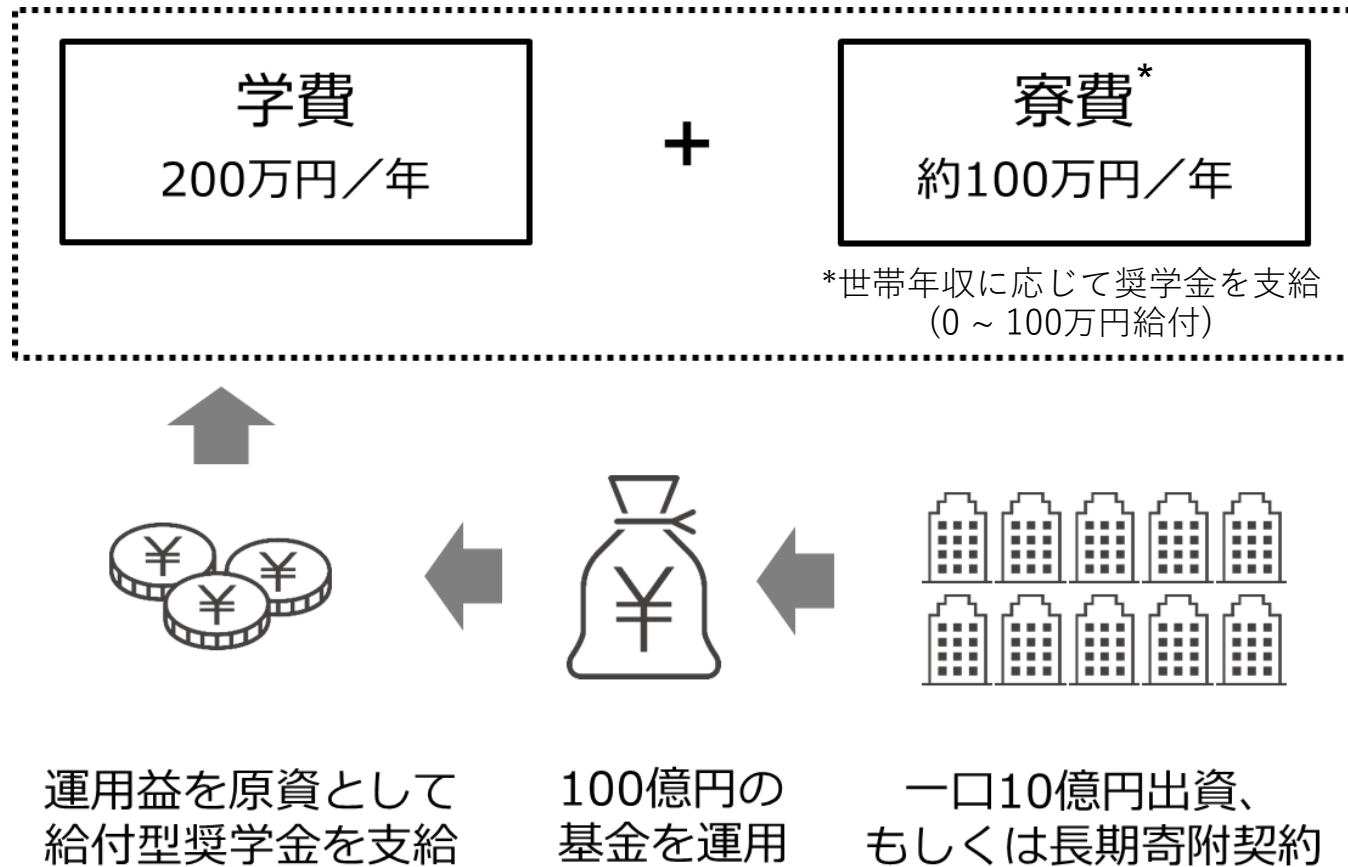 学費
200万円／年
+
寮費*
約100万円／年
*世帯年収に応じて奨学金を支給
(0 ~ 100万円給付)
¥
¥
¥
¥
運用益を原資として
給付型奨学金を支給
100億円の
基金を運用
一口10億円出資、
もしくは長期寄附契約